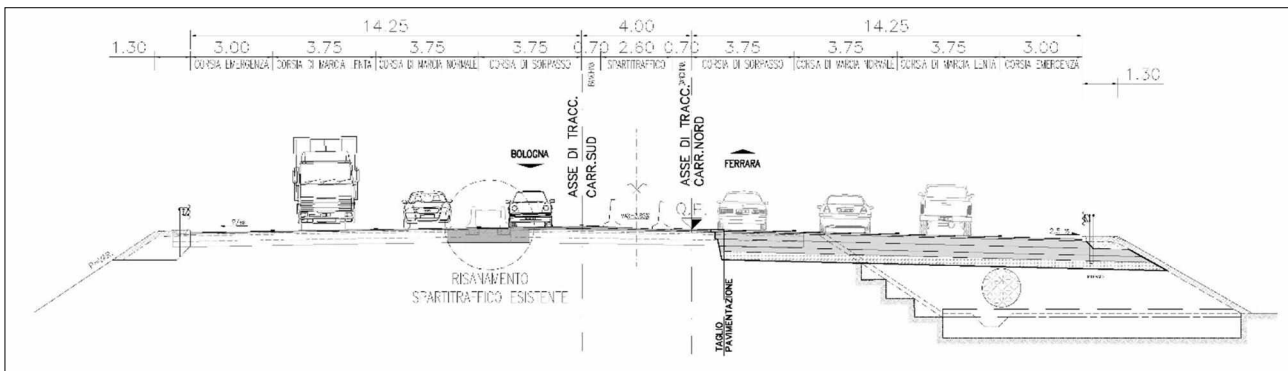 14.25 4.00 14.25
1.30 3.00 3.75 3.75 3.75 0.70 2.60 0.70 3.75 3.75 3.75 3.00
CORSIA EMERGENZA CORSIA DI MARCIA LENTA CORSIA DI MARCIA NORMALE CORSIA DI SORPASSO BANCHINA SPARTITRAFFICO BANCHINA CORSIA DI SORPASSO CORSIA DI MARCIA NORMALE CORSIA DI MARCIA LENTA CORSIA EMERGENZA
1.30
ASSE DI TRACC.
CARR.SUD
ASSE DI TRACC.
CARR.NORD
BOLOGNA
FERRARA
RISANAMENTO
SPARTITRAFFICO ESISTENTE
TAGLIO
PAVIMENTAZIONE